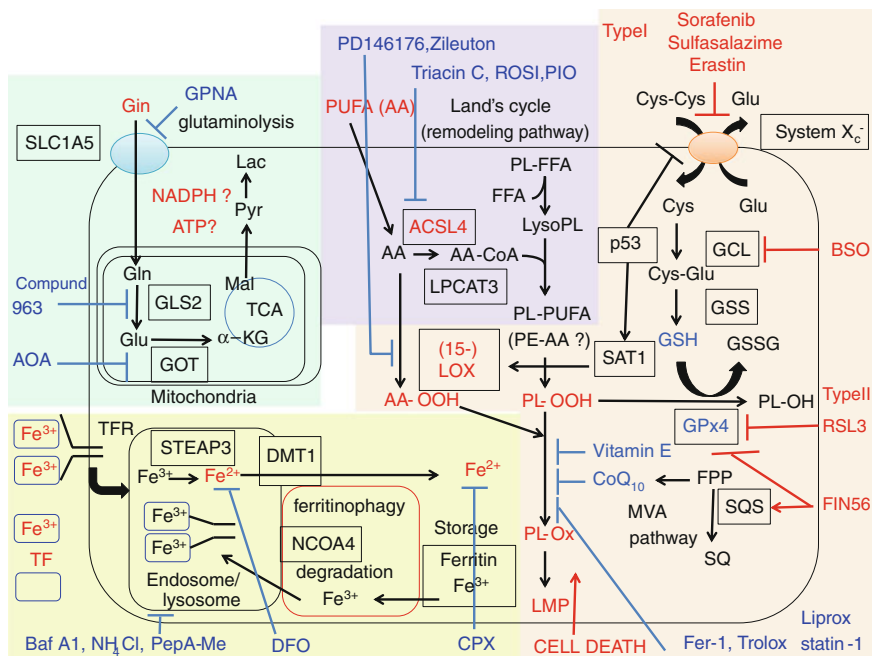 TypeI
Sorafenib
Sulfasalazime
Erastin
PD146176,Zileuton
Triacin C, ROSI,PIO
Gin
GPNA
glutaminolysis
SLC1A5
PUFA (AA)
Land's cycle
(remodeling pathway)
Cys-Cys
Glu
System Xc-
Lac
NADPH ?
Pyr
ATP?
PL-FFA
FFA
LysoPL
ACSL4
AA
AA-CoA
LPCAT3
PL-PUFA
(PE-AA ?)
Cys
Glu
p53
GCL
BSO
Cys-Glu
GSS
GSH
GSSG
SAT1
Gln
Mal
Compund
963
GLS2
TCA
Glu
α–KG
AOA
GOT
Mitochondria
(15-)
LOX
AA- OOH
PL- OOH
PL-OH
TypeII
GPx4
RSL3
Fe3+
TFR
STEAP3
DMT1
Fe3+
Fe3+
Fe2+
Fe2+
Vitamin E
CoQ10
FPP
SQS
FIN56
MVA
pathway
SQ
Fe3+
ferritinophagy
Fe3+
NCOA4
Storage
Fe3+
TF
degradation
Ferritin
Fe3+
Fe3+
Endosome/
lysosome
PL-Ox
LMP
CELL DEATH
Baf A1, NH4Cl, PepA-Me
DFO
CPX
Fer-1, Trolox
Liprox
statin -1